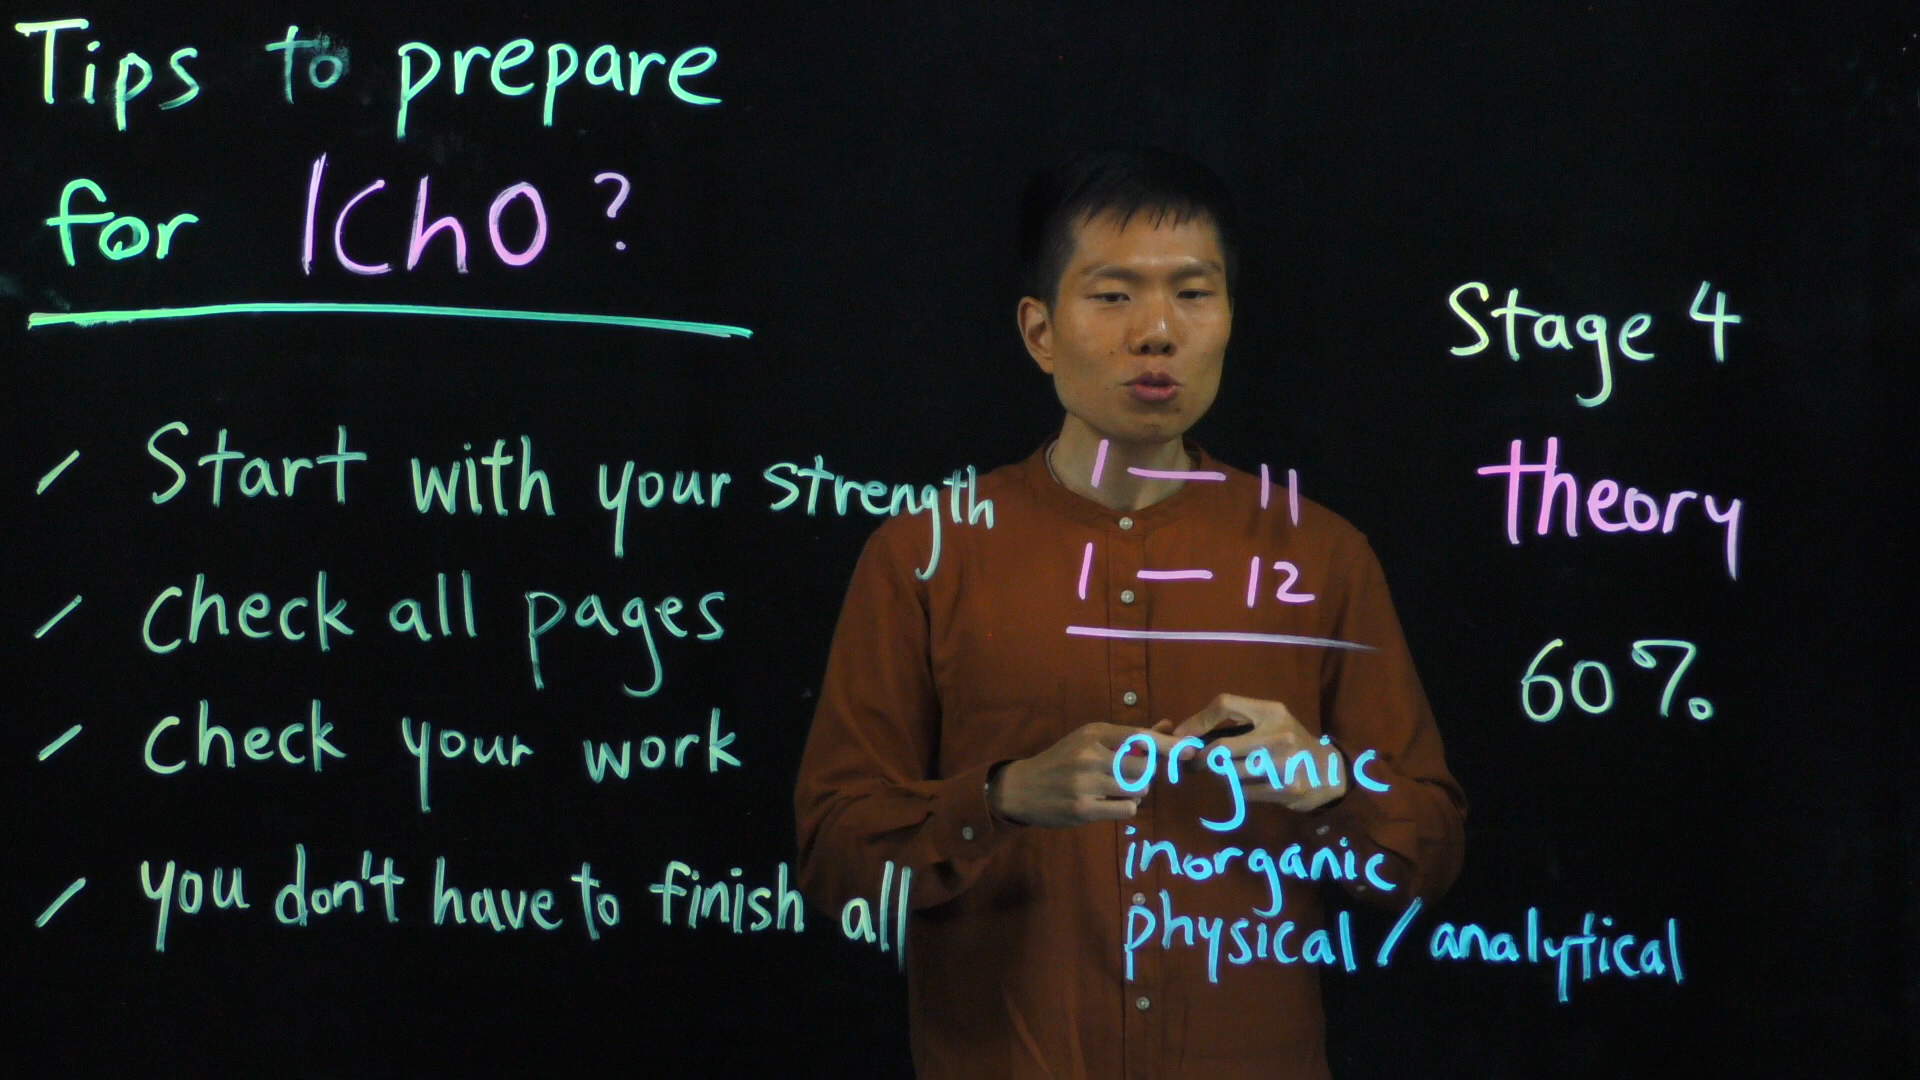 Tips to prepare
for IChO?
/ Start with your strength
/ check all pages
/ check your work
/ you don't have to finish all
1 — 11
1 — 12
Stage 4
theory
60%
organic
inorganic
physical / analytical